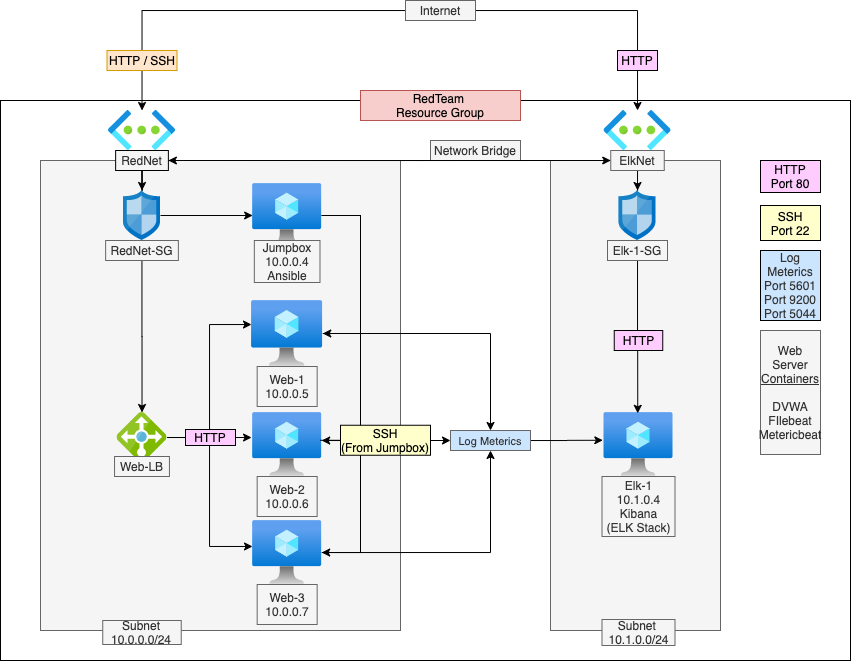 Internet
HTTP / SSH
HTTP
RedTeam
Resource Group
RedNet
Network Bridge
ElkNet
HTTP
Port 80
SSH
Port 22
Log
Meterics
Port 5601
Port 9200
Port 5044
RedNet-SG
Jumpbox
10.0.0.4
Ansible
Elk-1-SG
Web
Server
Containers
DVWA
FIlebeat
Metericbeat
HTTP
Web-1
10.0.0.5
HTTP
SSH
(From Jumpbox)
Log Meterics
Web-LB
Web-2
10.0.0.6
Elk-1
10.1.0.4
Kibana
(ELK Stack)
Web-3
10.0.0.7
Subnet
10.0.0.0/24
Subnet
10.1.0.0/24